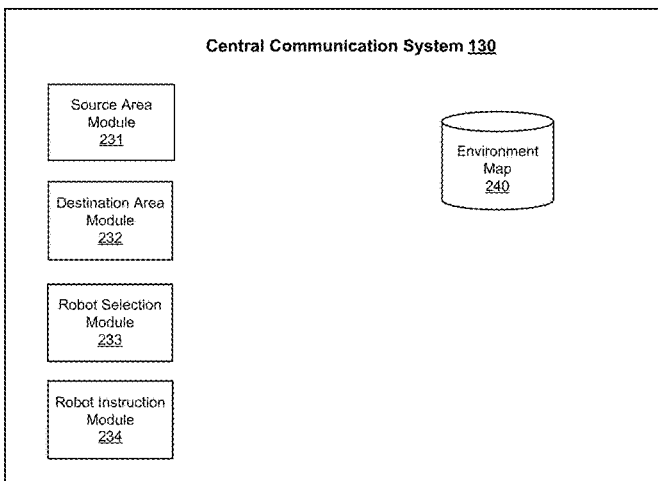 Central Communication System 130
Source Area
Module
231
Environment
Map
240
Destination Area
Module
232
Robot Selection
Module
233
Robot Instruction
Module
234